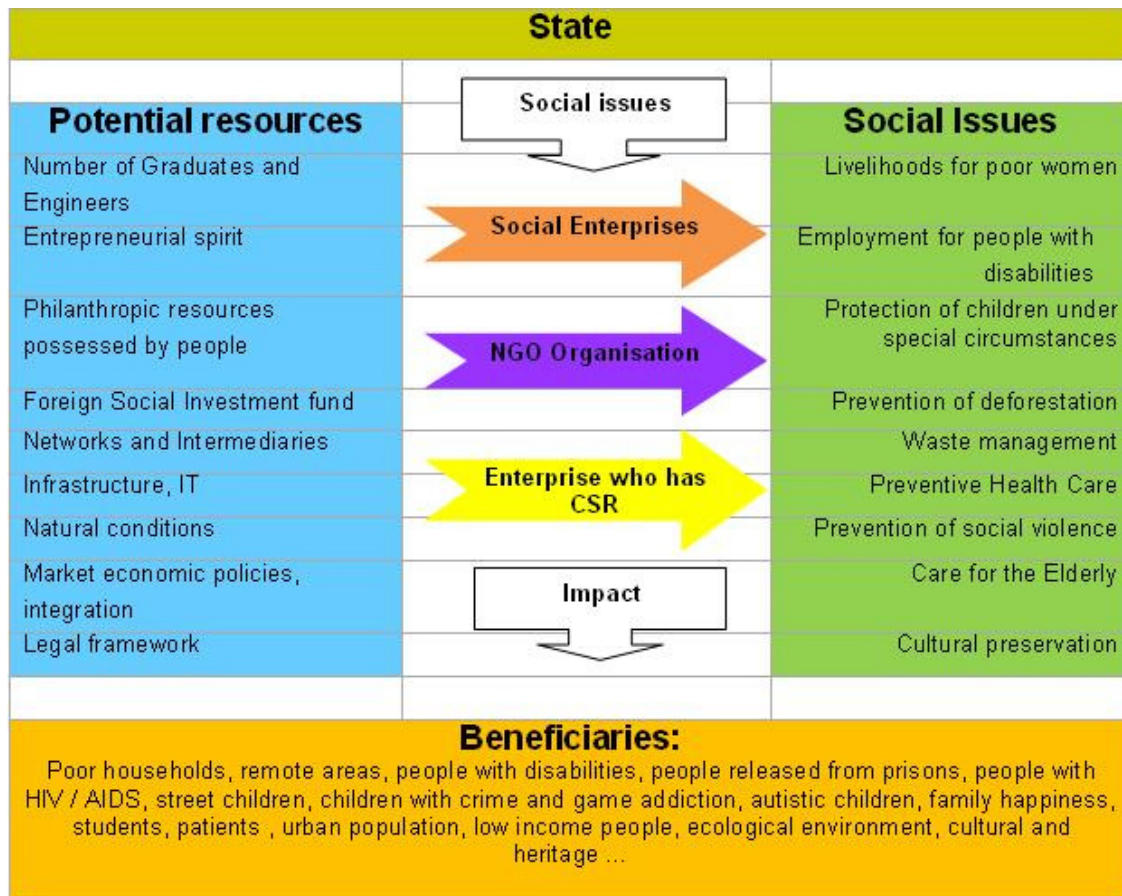 State
Potential resources
Number of Graduates and
Engineers
Entrepreneurial spirit
Philanthropic resources
possessed by people
Foreign Social Investment fund
Networks and Intermediaries
Infrastructure, IT
Natural conditions
Market economic policies,
integration
Legal framework
Social issues
Social Enterprises
NGO Organisation
Enterprise who has
CSR
Impact
Social Issues
Livelihoods for poor women
Employment for people with
disabilities
Protection of children under
special circumstances
Prevention of deforestation
Waste management
Preventive Health Care
Prevention of social violence
Care for the Elderly
Cultural preservation
Beneficiaries:
Poor households, remote areas, people with disabilities, people released from prisons, people with
HIV / AIDS, street children, children with crime and game addiction, autistic children, family happiness,
students, patients , urban population, low income people, ecological environment, cultural and
heritage ...